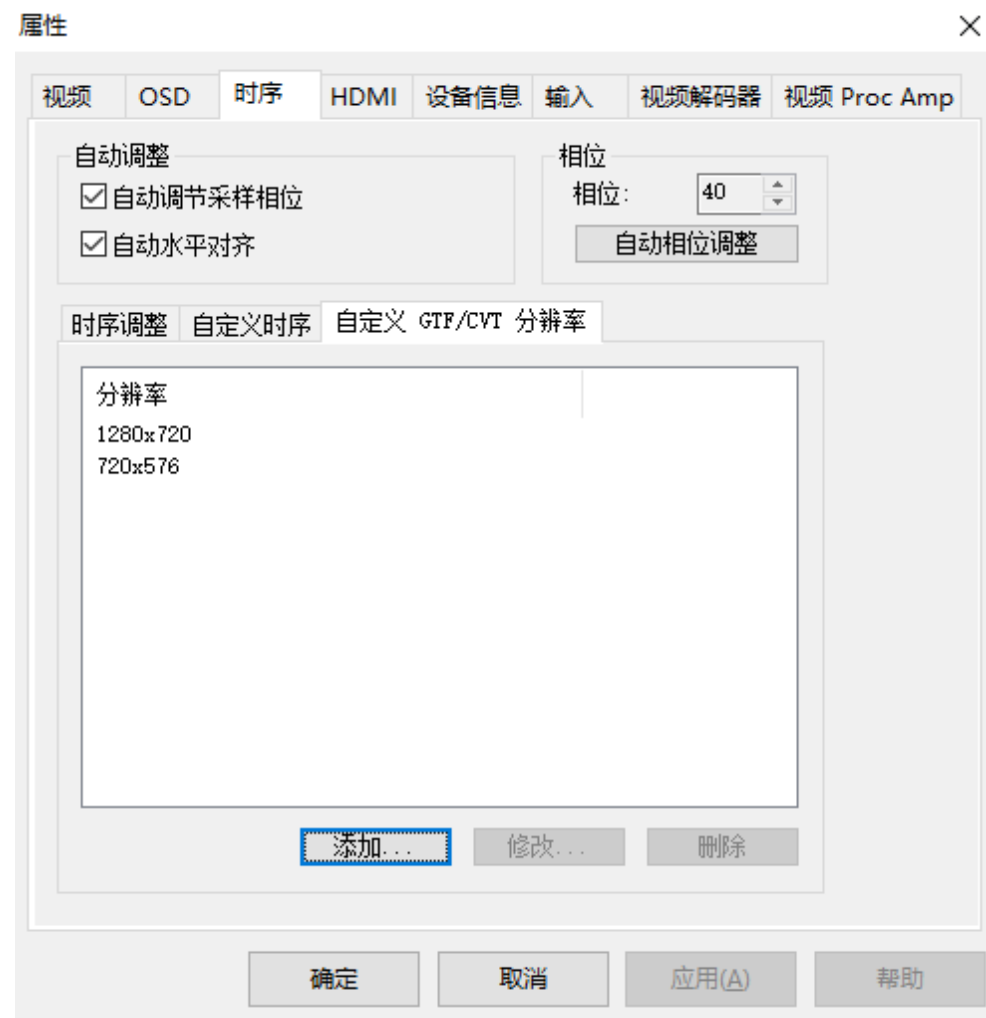 属性
视频 OSD 时序 HDMI 设备信息 输入 视频解码器 视频 Proc Amp
自动调整
自动调节采样相位
自动水平对齐
相位
相位: 40
自动相位调整
时序调整 自定义时序 自定义 GTF/CVT 分辨率
分辨率
1280x720
720x576
添加... 修改... 删除
确定 取消 应用(A) 帮助